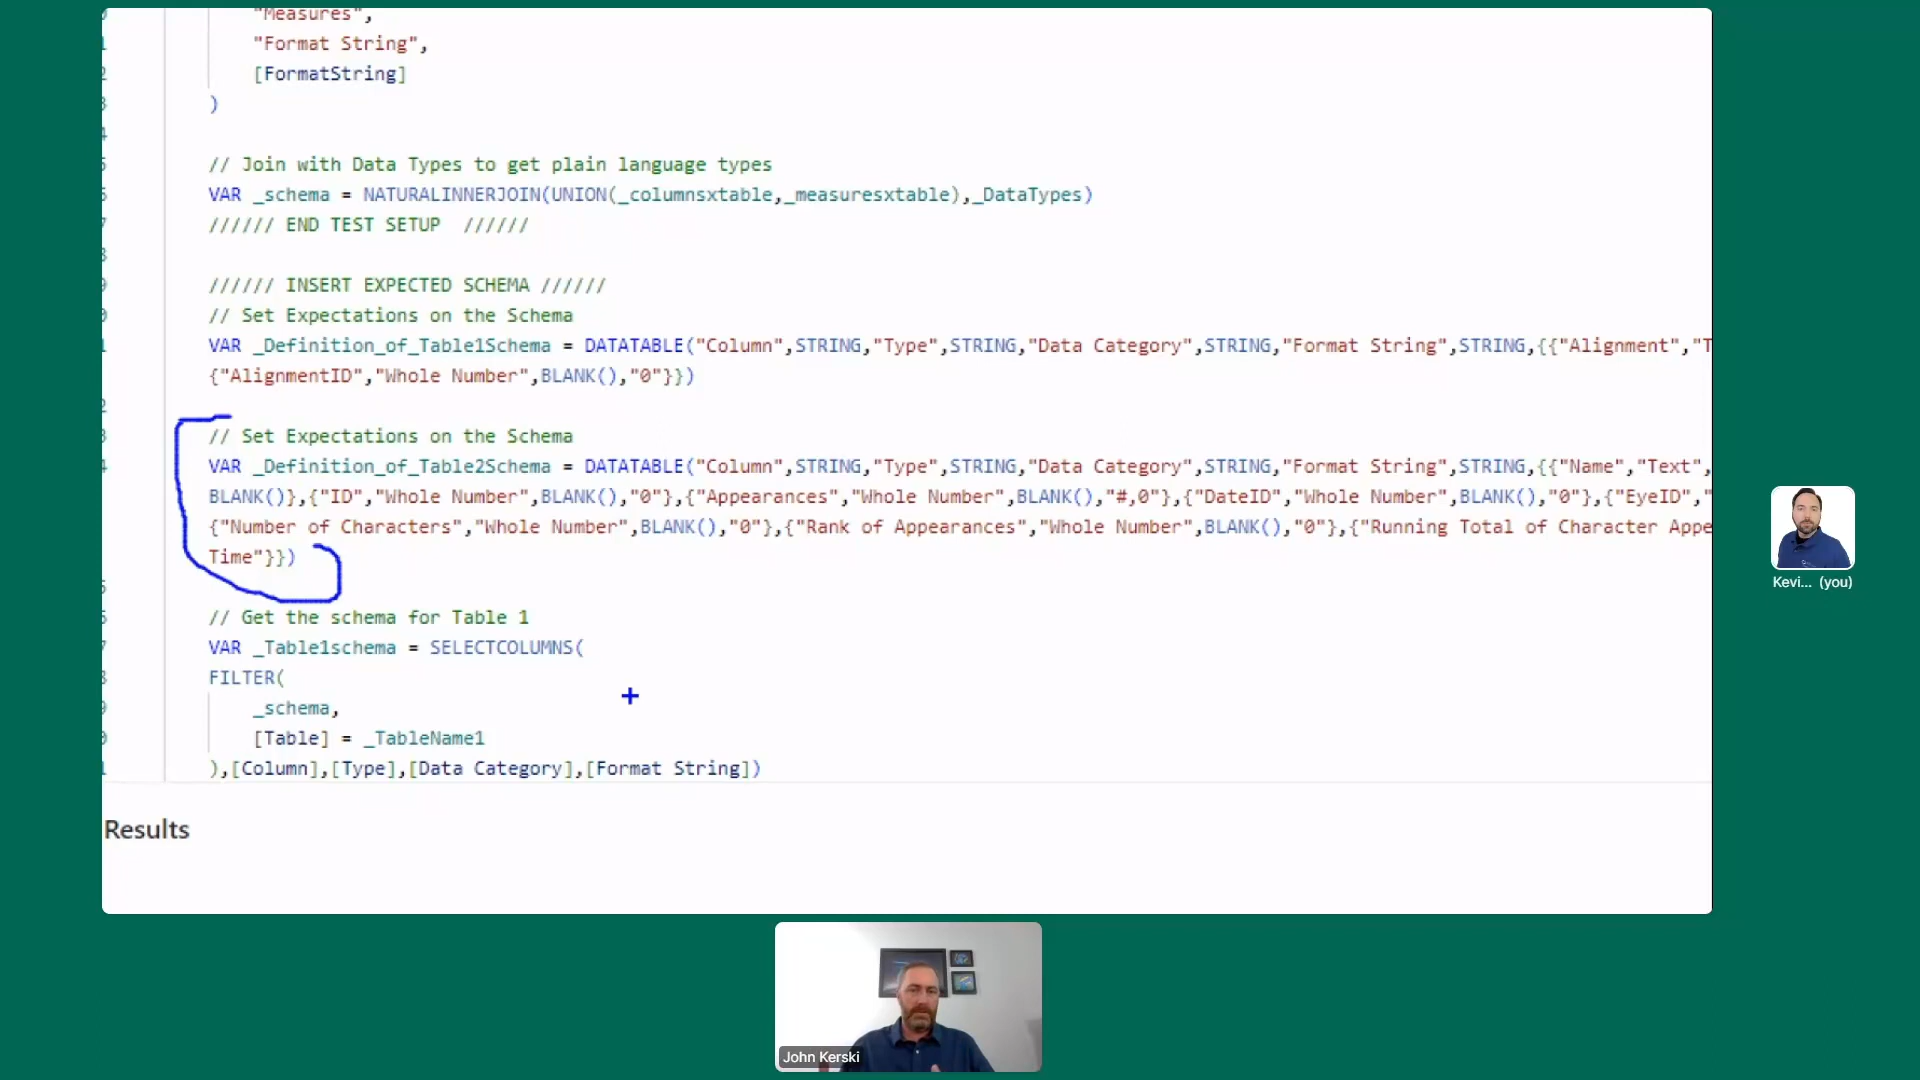 "Measures",
"Format String",
[FormatString]
)
// Join with Data Types to get plain language types
VAR _schema = NATURALINNERJOIN(UNION(_columnsxtable,_measuresxtable),_DataTypes)
////// END TEST SETUP  //////
////// INSERT EXPECTED SCHEMA //////
// Set Expectations on the Schema
VAR _Definition_of_Table1Schema = DATATABLE("Column",STRING,"Type",STRING,"Data Category",STRING,"Format String",STRING,{{"Alignment","T
{"AlignmentID","Whole Number",BLANK(),"0"}})
// Set Expectations on the Schema
VAR _Definition_of_Table2Schema = DATATABLE("Column",STRING,"Type",STRING,"Data Category",STRING,"Format String",STRING,{{"Name","Text",
BLANK()},{"ID","Whole Number",BLANK(),"0"},{"Appearances","Whole Number",BLANK(),"#,0"},{"DateID","Whole Number",BLANK(),"0"},{"EyeID","
{"Number of Characters","Whole Number",BLANK(),"0"},{"Rank of Appearances","Whole Number",BLANK(),"0"},{"Running Total of Character Appe
Time"}})
// Get the schema for Table 1
VAR _Table1schema = SELECTCOLUMNS(
FILTER(
_schema,
[Table] = _TableName1
),[Column],[Type],[Data Category],[Format String])
Results
Kevi... (you)
John Kerski